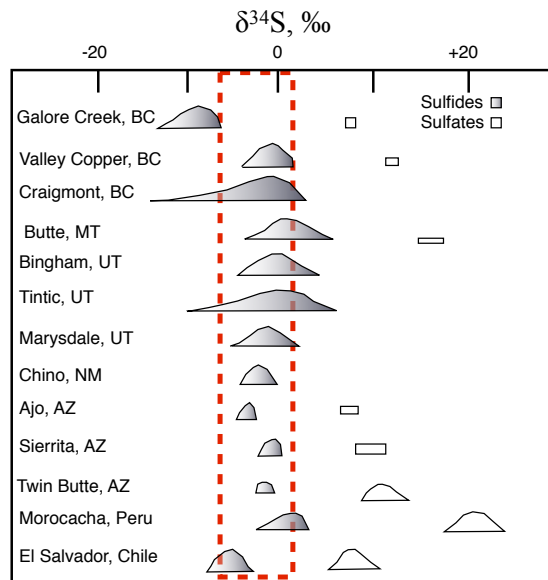 δ³⁴S, ‰
-20 0 +20
Sulfides
Sulfates
Galore Creek, BC
Valley Copper, BC
Craigmont, BC
Butte, MT
Bingham, UT
Tintic, UT
Marysdale, UT
Chino, NM
Ajo, AZ
Sierrita, AZ
Twin Butte, AZ
Morocacha, Peru
El Salvador, Chile